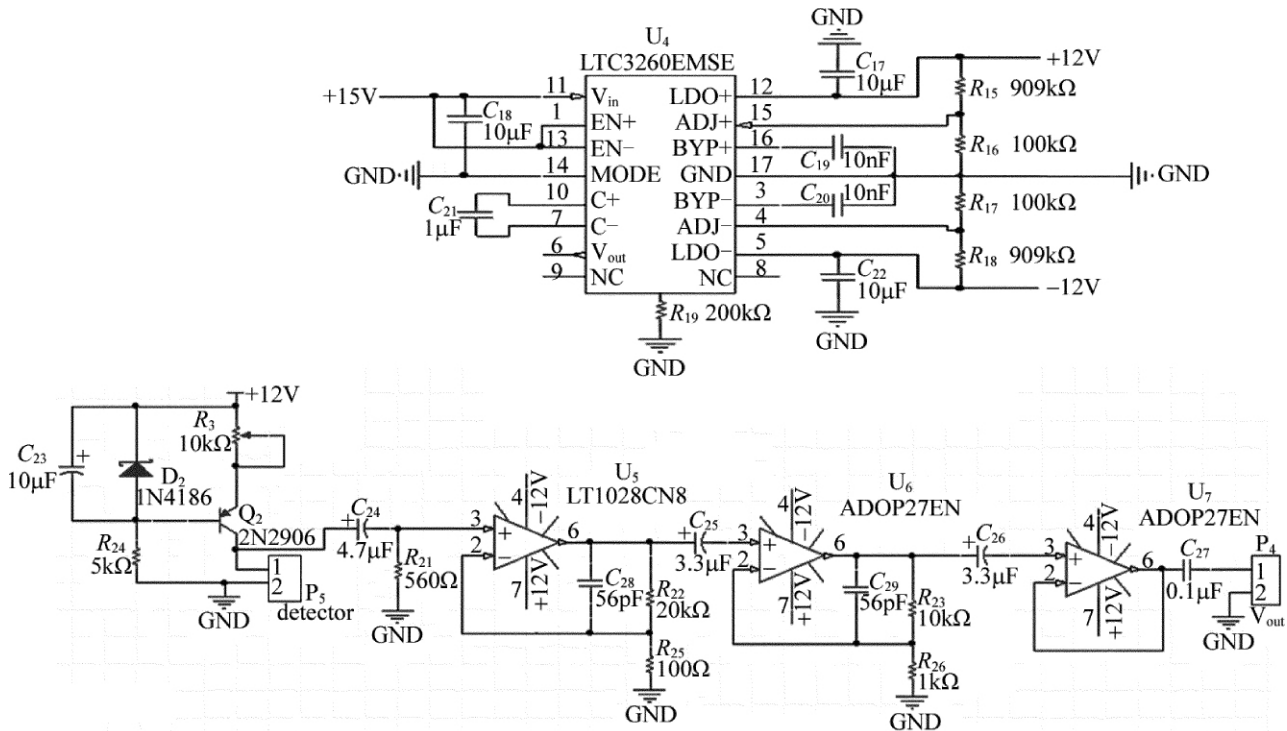 GND
U4
LTC3260EMSE
+15V
C18
10μF
GND
C21
1μF
11
1
13
14
10
7
6
9
Vin
EN+
EN−
MODE
C+
C−
Vout
NC
LDO+
ADJ+
BYP+
GND
BYP−
ADJ−
LDO−
NC
12
15
16
17
3
4
5
8
C17
10μF
C19 10nF
C20 10nF
C22
10μF
GND
+12V
R15 909kΩ
R16 100kΩ
GND
R17 100kΩ
R18 909kΩ
−12V
R19 200kΩ
GND
+12V
R3
10kΩ
C23
+
10μF
D2
1N4186
Q2
2N2906
R24
5kΩ
GND
1
2
P5
detector
+
C24
4.7μF
R21
560Ω
GND
U5
LT1028CN8
4
−12V
3
2
+
−
6
7
+12V
C28
56pF
R22
20kΩ
R25
100Ω
GND
+
C25
3.3μF
U6
ADOP27EN
4
−12V
3
2
+
−
6
7
+12V
C29
56pF
R23
10kΩ
R26
1kΩ
GND
+
C26
3.3μF
U7
ADOP27EN
4
−12V
3
2
+
−
6
7
+12V
C27
0.1μF
P4
1
2
GND
Vout